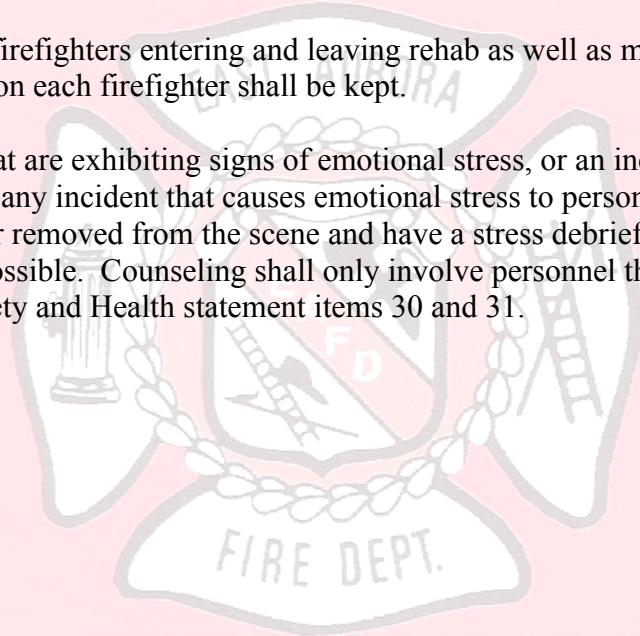 firefighters entering and leaving rehab as well as m
on each firefighter shall be kept.
at are exhibiting signs of emotional stress, or an in
any incident that causes emotional stress to person
r removed from the scene and have a stress debrief
ossible. Counseling shall only involve personnel th
ety and Health statement items 30 and 31.
EAST AURORA
E
A
F
D
FIRE DEPT.